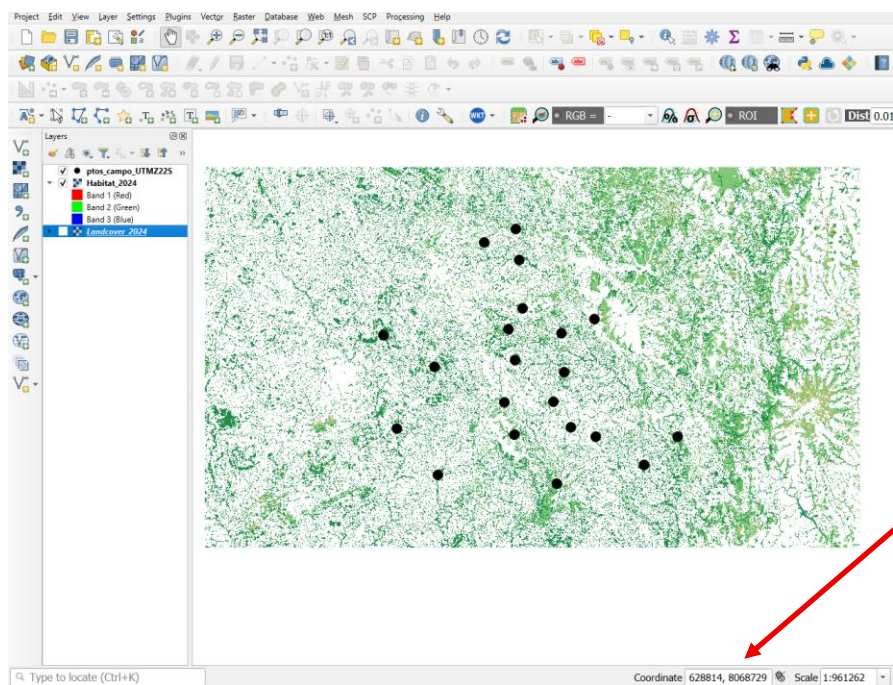 Project Edit View Layer Settings Plugins Vector Raster Database Web Mesh SCP Processing Help
RGB = - ROI Dist 0.01
Layers
ptos_campo_UTMZ22S
Habitat_2024
Band 1 (Red)
Band 2 (Green)
Band 3 (Blue)
Landcover_2024
Type to locate (Ctrl+K) Coordinate 628814, 8068729 Scale 1:961262